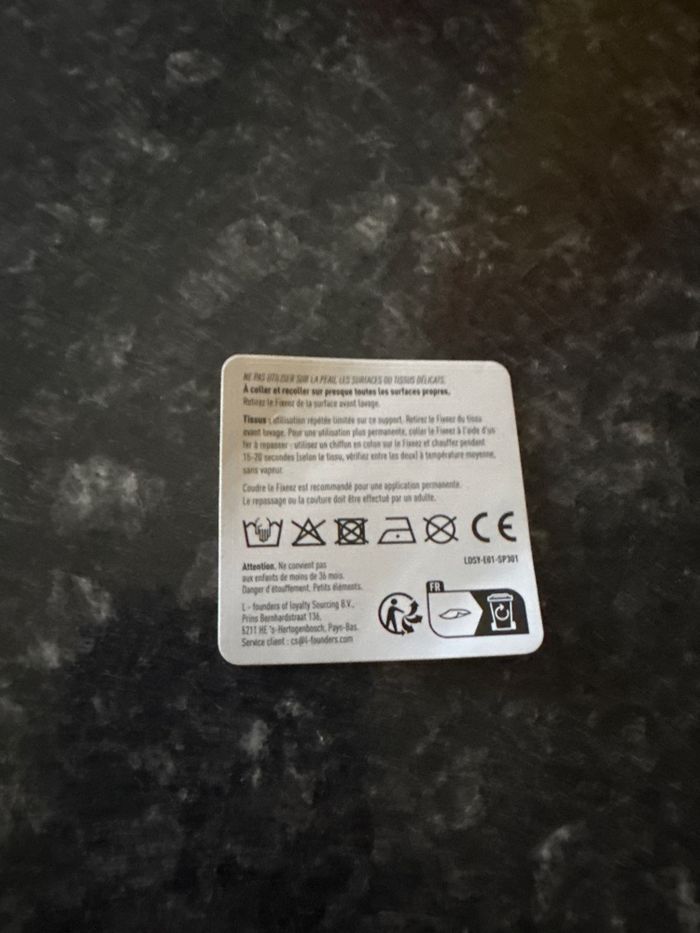 NE PAS UTILISER SUR LA PEAU, LES SURFACES OU TISSUS DÉLICATS.
À coller et recoller sur presque toutes les surfaces propres.
Retirez le Fixeez de la surface avant lavage.
Tissus : utilisation répétée limitée sur ce support. Retirez le Fixeez du tissu
avant lavage. Pour une utilisation plus permanente, coller le Fixeez à l'aide d'un
fer à repasser : utilisez un chiffon en coton sur le Fixeez et chauffer pendant
15-20 secondes (selon le tissu, vérifiez entre les deux) à température moyenne,
sans vapeur.
Coudre le Fixeez est recommandé pour une application permanente.
Le repassage ou la couture doit être effectué par un adulte.
CE
LOSY-E01-SP301
Attention. Ne convient pas
aux enfants de moins de 36 mois.
Danger d'étouffement. Petits éléments.
L - founders of loyalty Sourcing B.V.,
Prins Bernhardstraat 136,
5211 HE 's-Hertogenbosch, Pays-Bas.
Service client : cs@l-founders.com
FR